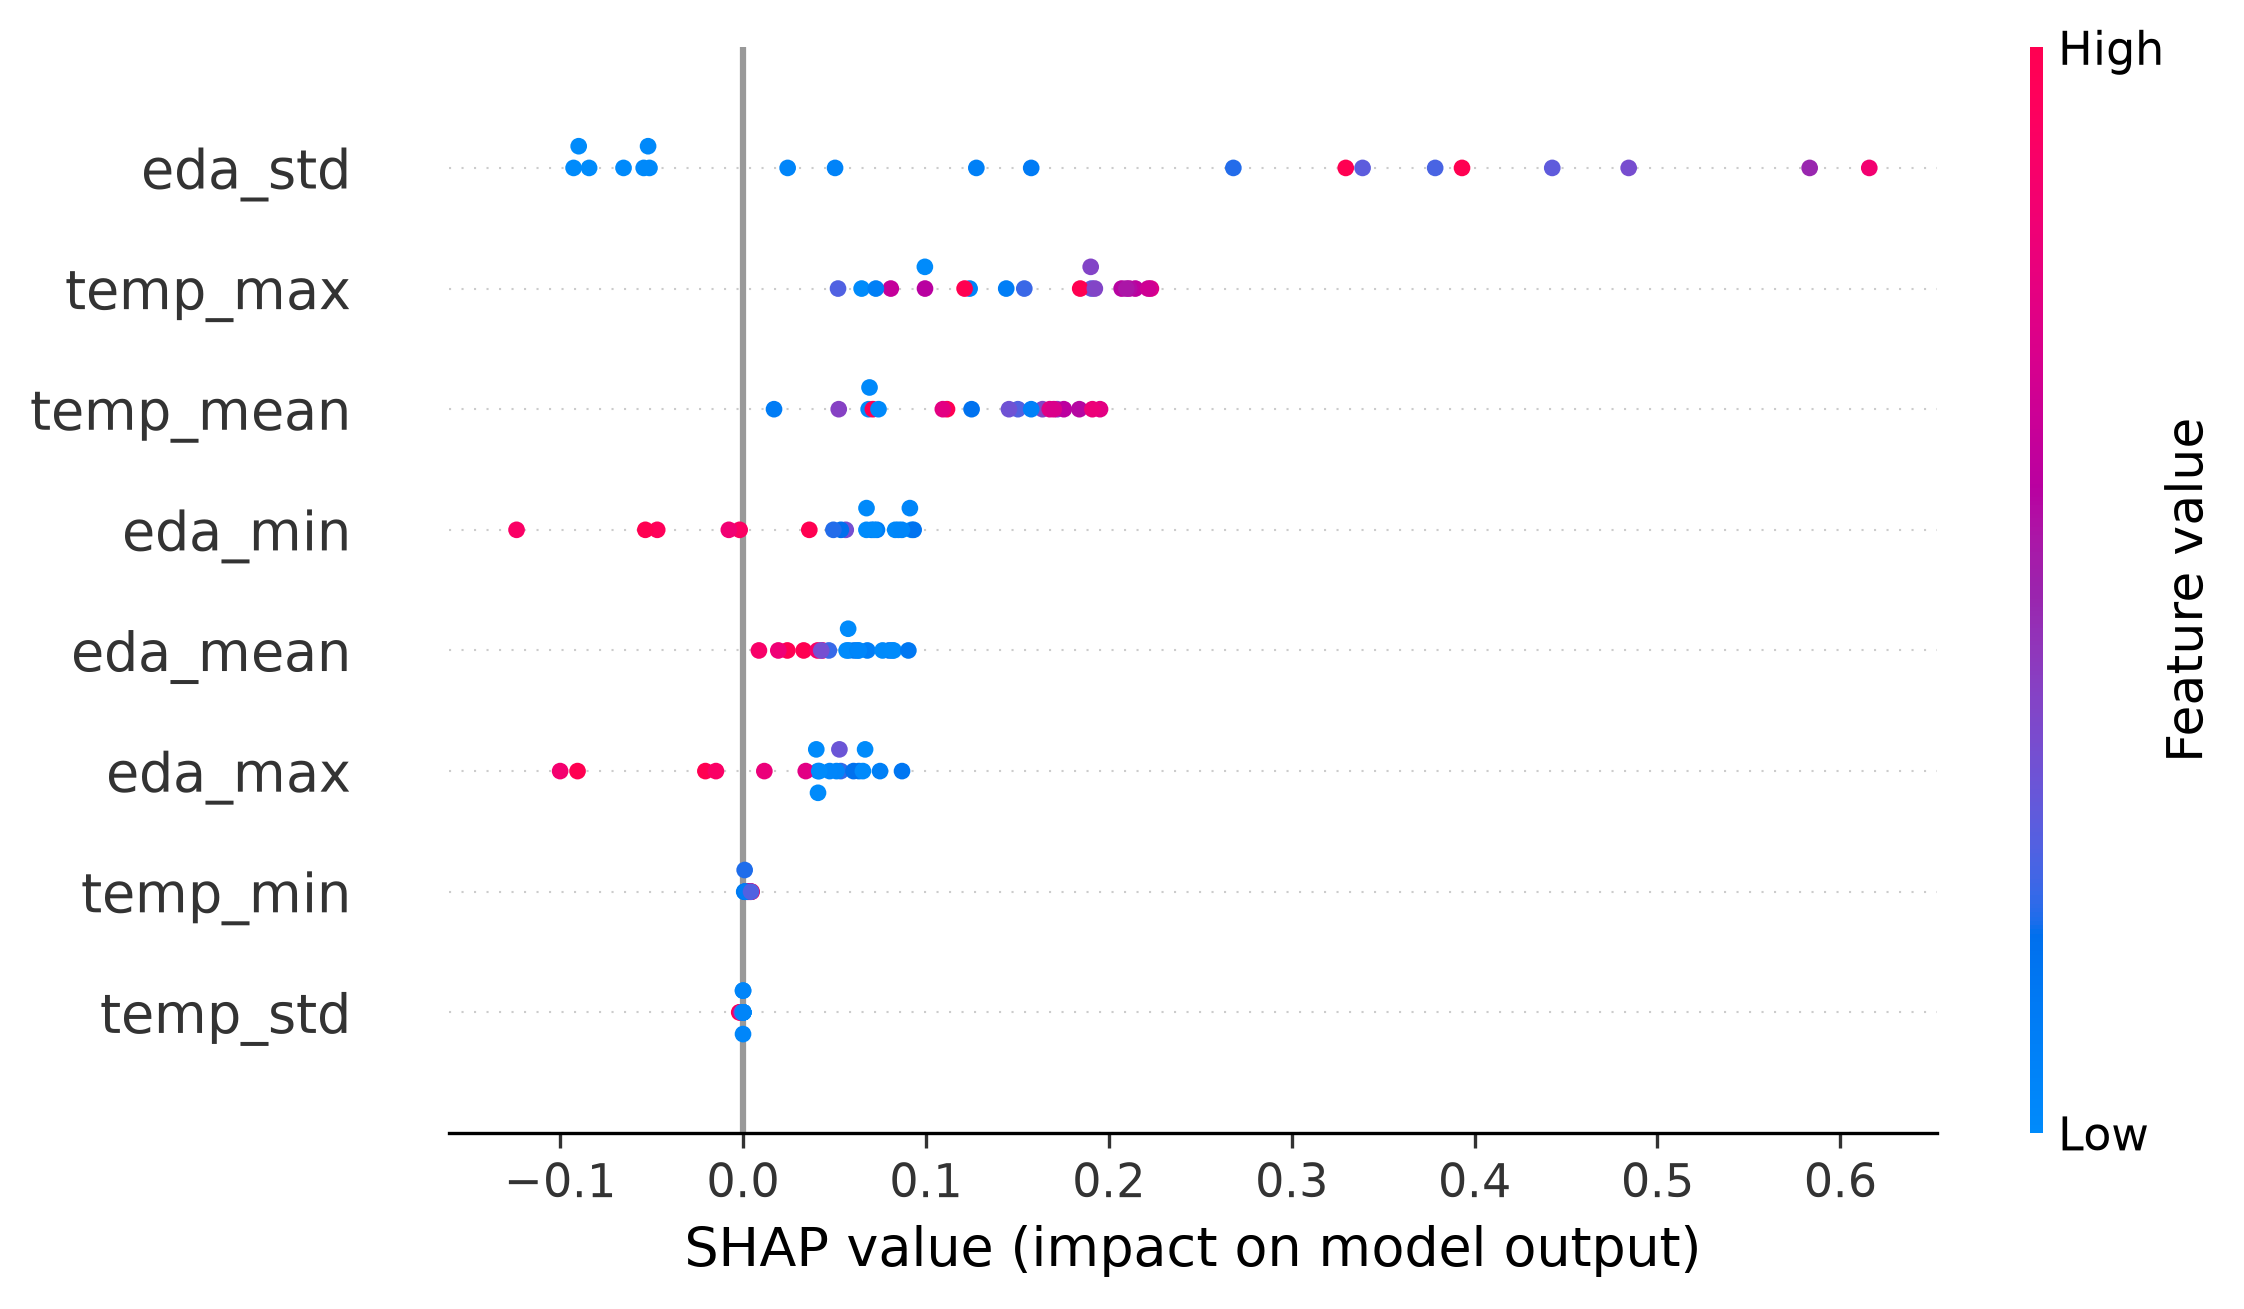 High
eda_std
temp_max
temp_mean
eda_min
eda_mean
eda_max
temp_min
temp_std
Feature value
Low
−0.1 0.0 0.1 0.2 0.3 0.4 0.5 0.6
SHAP value (impact on model output)